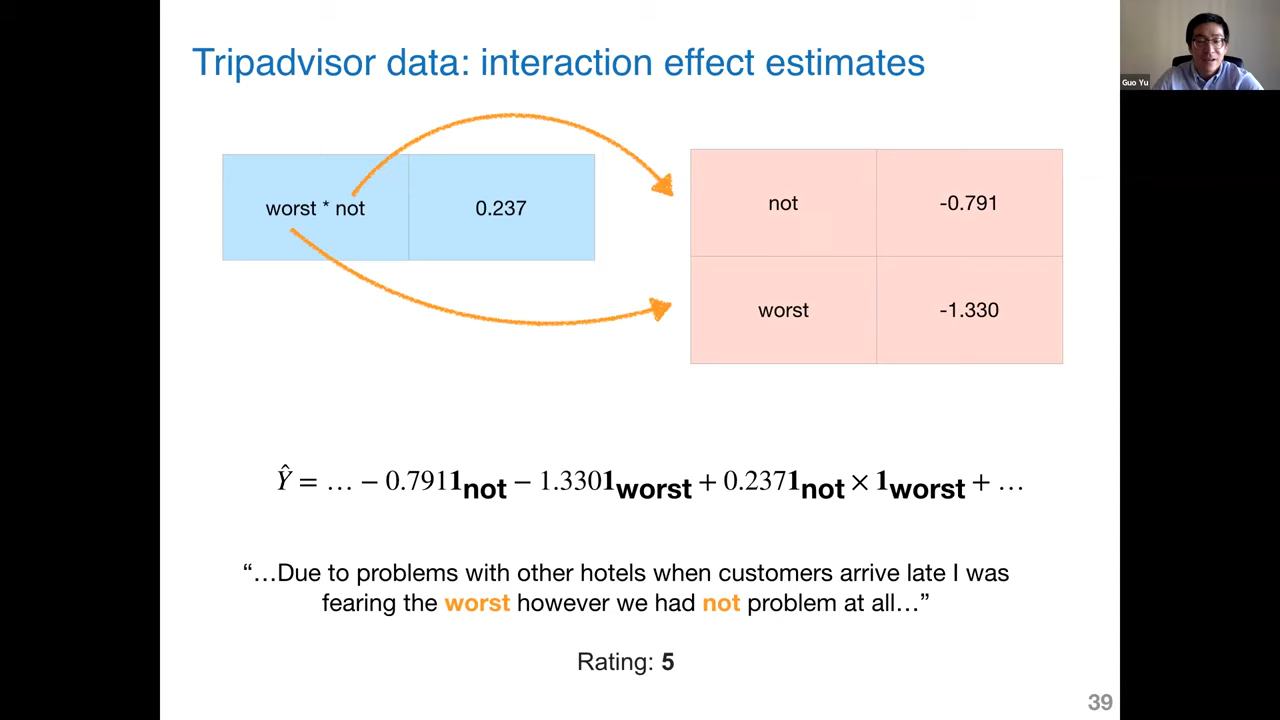 Tripadvisor data: interaction effect estimates
Guo Yu
worst * not
0.237
not
-0.791
worst
-1.330
Ŷ = … − 0.791𝟏not − 1.330𝟏worst + 0.237𝟏not × 𝟏worst + …
“…Due to problems with other hotels when customers arrive late I was
fearing the worst however we had not problem at all…”
Rating: 5
39